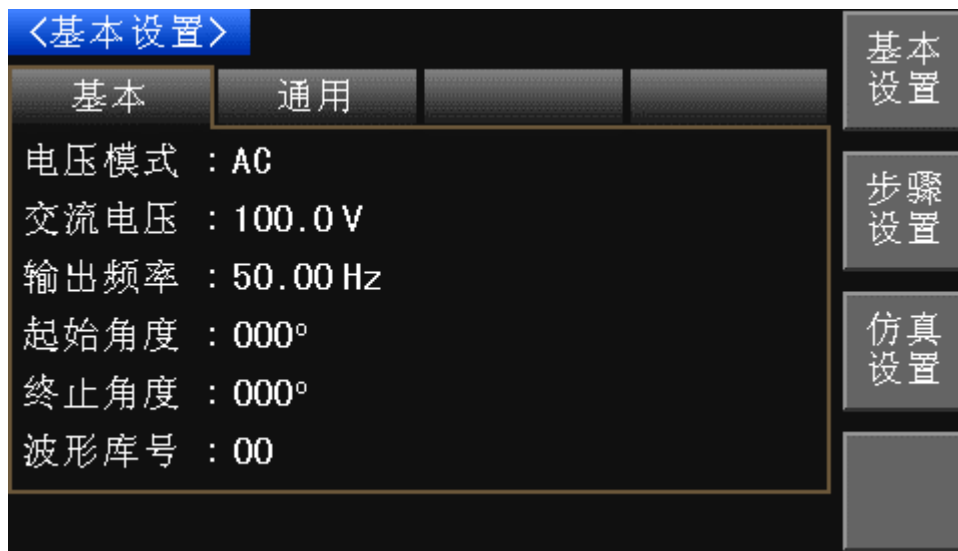 <基本设置>
基本 通用
电压模式 : AC
交流电压 : 100.0 V
输出频率 : 50.00 Hz
起始角度 : 000°
终止角度 : 000°
波形库号 : 00
基本
设置
步骤
设置
仿真
设置